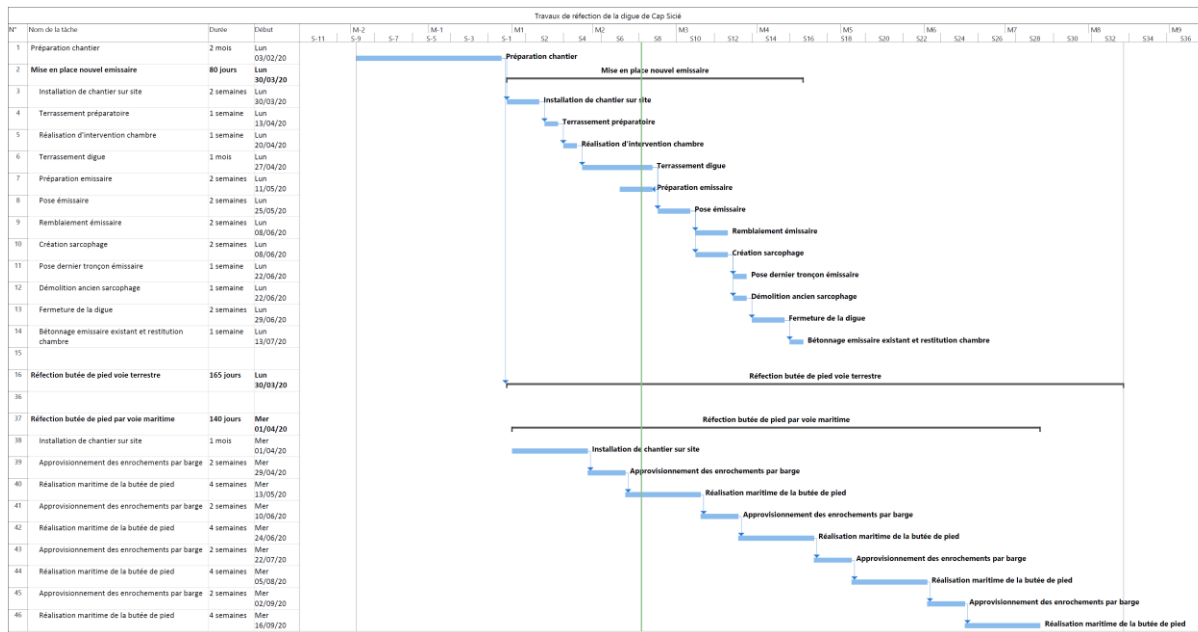 Travaux de réfection de la digue de Cap Sicié
N° Nom de la tâche Durée Début M-2 M-1 M1 M2 M3 M4 M5 M6 M7 M8 M9
S-11 S-9 S-7 S-5 S-3 S-1 S2 S4 S6 S8 S10 S12 S14 S16 S18 S20 S22 S24 S26 S28 S30 S32 S34 S36
1 Préparation chantier 2 mois Lun
03/02/20
Préparation chantier
2 Mise en place nouvel emissaire 80 jours Lun
30/03/20
Mise en place nouvel emissaire
3 Installation de chantier sur site 2 semaines Lun
30/03/20
Installation de chantier sur site
4 Terrassement préparatoire 1 semaine Lun
13/04/20
Terrassement préparatoire
5 Réalisation d'intervention chambre 1 semaine Lun
20/04/20
Réalisation d'intervention chambre
6 Terrassement digue 1 mois Lun
27/04/20
Terrassement digue
7 Préparation emissaire 2 semaines Lun
11/05/20
Préparation emissaire
8 Pose émissaire 2 semaines Lun
25/05/20
Pose émissaire
9 Remblaiement émissaire 2 semaines Lun
08/06/20
Remblaiement émissaire
10 Création sarcophage 2 semaines Lun
08/06/20
Création sarcophage
11 Pose dernier tronçon émissaire 1 semaine Lun
22/06/20
Pose dernier tronçon émissaire
12 Démolition ancien sarcophage 1 semaine Lun
22/06/20
Démolition ancien sarcophage
13 Fermeture de la digue 2 semaines Lun
29/06/20
Fermeture de la digue
14 Bétonnage emissaire existant et restitution 1 semaine Lun
chambre 13/07/20
Bétonnage emissaire existant et restitution chambre
15
16 Réfection butée de pied voie terrestre 165 jours Lun
30/03/20
Réfection butée de pied voie terrestre
36
37 Réfection butée de pied par voie maritime 140 jours Mer
01/04/20
Réfection butée de pied par voie maritime
38 Installation de chantier sur site 1 mois Mer
01/04/20
Installation de chantier sur site
39 Approvisionnement des enrochements par barge 2 semaines Mer
29/04/20
Approvisionnement des enrochements par barge
40 Réalisation maritime de la butée de pied 4 semaines Mer
13/05/20
Réalisation maritime de la butée de pied
41 Approvisionnement des enrochements par barge 2 semaines Mer
10/06/20
Approvisionnement des enrochements par barge
42 Réalisation maritime de la butée de pied 4 semaines Mer
24/06/20
Réalisation maritime de la butée de pied
43 Approvisionnement des enrochements par barge 2 semaines Mer
22/07/20
Approvisionnement des enrochements par barge
44 Réalisation maritime de la butée de pied 4 semaines Mer
05/08/20
Réalisation maritime de la butée de pied
45 Approvisionnement des enrochements par barge 2 semaines Mer
02/09/20
Approvisionnement des enrochements par barge
46 Réalisation maritime de la butée de pied 4 semaines Mer
16/09/20
Réalisation maritime de la butée de pied